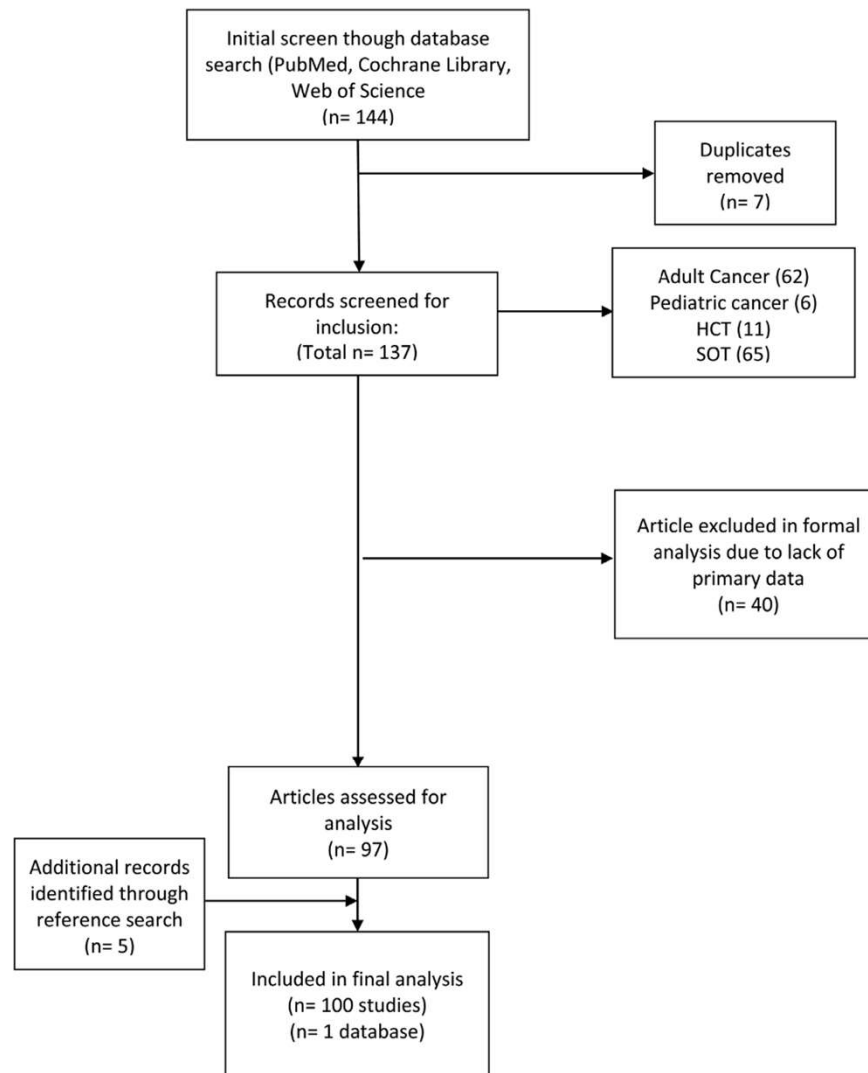 Initial screen though database
search (PubMed, Cochrane Library,
Web of Science
(n= 144)
Duplicates
removed
(n= 7)
Records screened for
inclusion:
(Total n= 137)
Adult Cancer (62)
Pediatric cancer (6)
HCT (11)
SOT (65)
Article excluded in formal
analysis due to lack of
primary data
(n= 40)
Articles assessed for
analysis
(n= 97)
Additional records
identified through
reference search
(n= 5)
Included in final analysis
(n= 100 studies)
(n= 1 database)